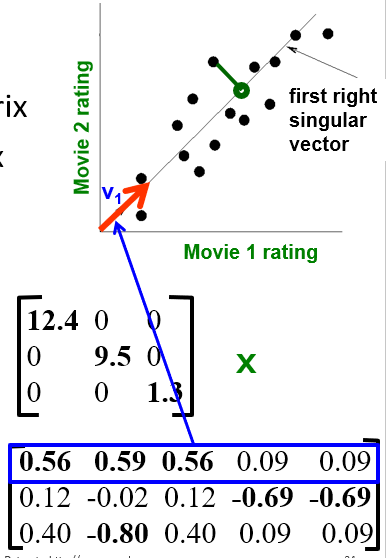 Movie 2 rating
rix
x
first right
singular
vector
v1
Movie 1 rating
12.4 0 0
0 9.5 0
0 0 1.3
x
0.56 0.59 0.56 0.09 0.09
0.12 -0.02 0.12 -0.69 -0.69
0.40 -0.80 0.40 0.09 0.09